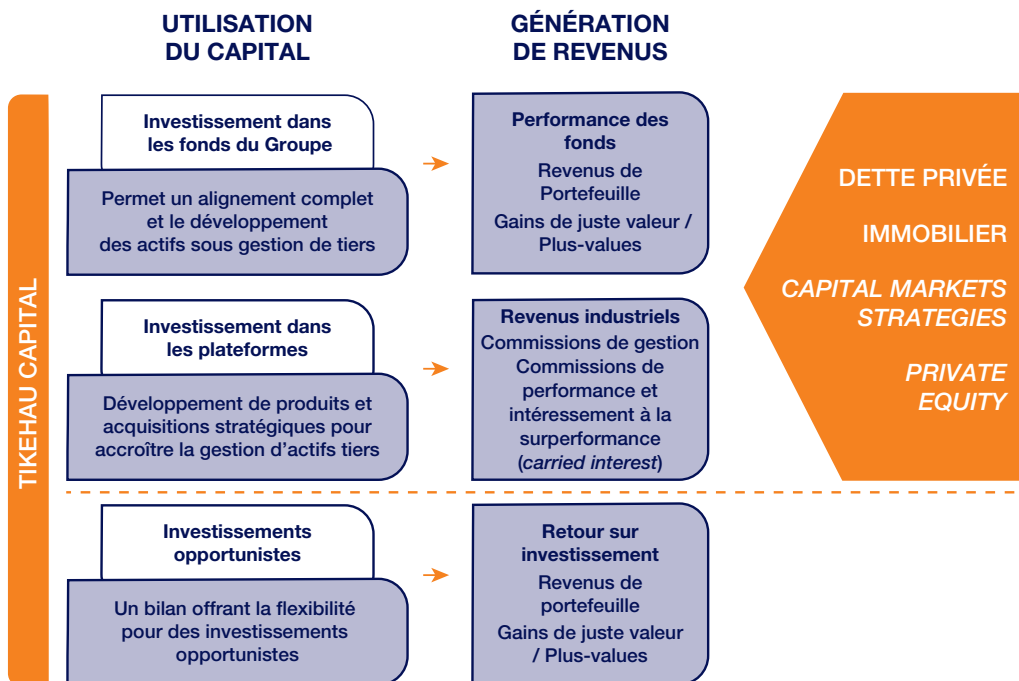 UTILISATION
DU CAPITAL
GÉNÉRATION
DE REVENUS
TIKEHAU CAPITAL
Investissement dans
les fonds du Groupe
Permet un alignement complet
et le développement
des actifs sous gestion de tiers
Performance des
fonds
Revenus de
Portefeuille
Gains de juste valeur /
Plus-values
Investissement dans
les plateformes
Développement de produits et
acquisitions stratégiques pour
accroître la gestion d'actifs tiers
Revenus industriels
Commissions de gestion
Commissions de
performance et
intéressement à la
surperformance
(carried interest)
DETTE PRIVÉE
IMMOBILIER
CAPITAL MARKETS
STRATEGIES
PRIVATE
EQUITY
Investissements
opportunistes
Un bilan offrant la flexibilité
pour des investissements
opportunistes
Retour sur
investissement
Revenus de
portefeuille
Gains de juste valeur
/ Plus-values